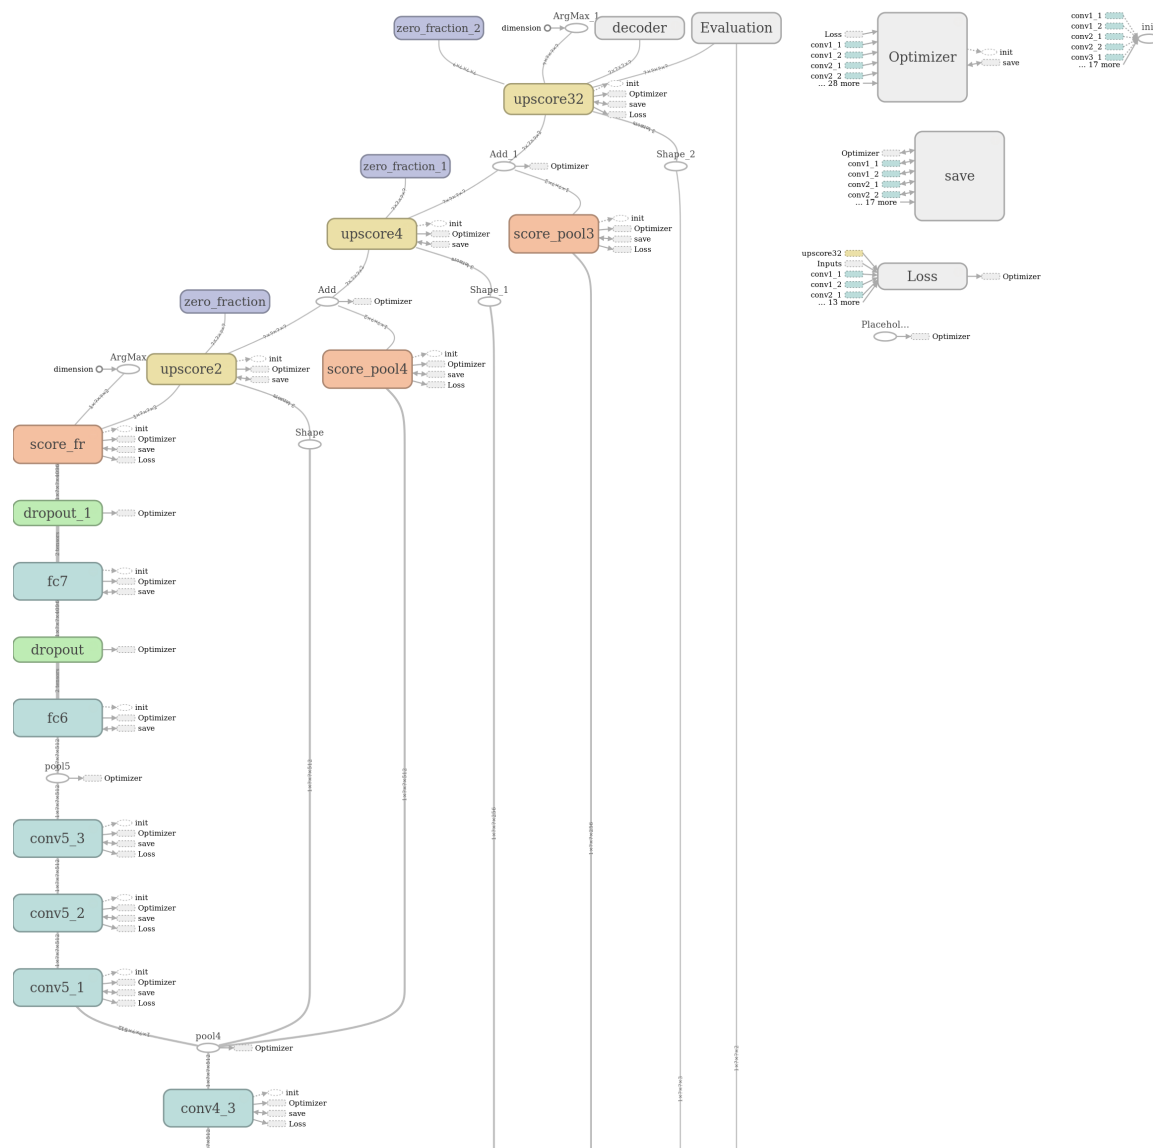 zero_fraction_2
dimension
ArgMax_1
decoder
Evaluation
upscore32
init
Optimizer
save
Loss
Add_1
Optimizer
Shape_2
zero_fraction_1
upscore4
init
Optimizer
save
score_pool3
init
Optimizer
save
Loss
Add
Optimizer
Shape_1
zero_fraction
dimension
ArgMax
upscore2
init
Optimizer
save
score_pool4
init
Optimizer
save
Loss
score_fr
init
Optimizer
save
Loss
Shape
dropout_1
Optimizer
fc7
init
Optimizer
save
dropout
Optimizer
fc6
init
Optimizer
save
pool5
Optimizer
conv5_3
init
Optimizer
save
Loss
conv5_2
init
Optimizer
save
Loss
conv5_1
init
Optimizer
save
Loss
pool4
Optimizer
conv4_3
init
Optimizer
save
Loss
Loss
conv1_1
conv1_2
conv2_1
conv2_2
... 28 more
Optimizer
init
save
Optimizer
conv1_1
conv1_2
conv2_1
conv2_2
... 17 more
save
upscore32
Inputs
conv1_1
conv1_2
conv2_1
... 13 more
Loss
Optimizer
Placehol...
Optimizer
conv1_1
conv1_2
conv2_1
conv2_2
conv3_1
... 17 more
ini